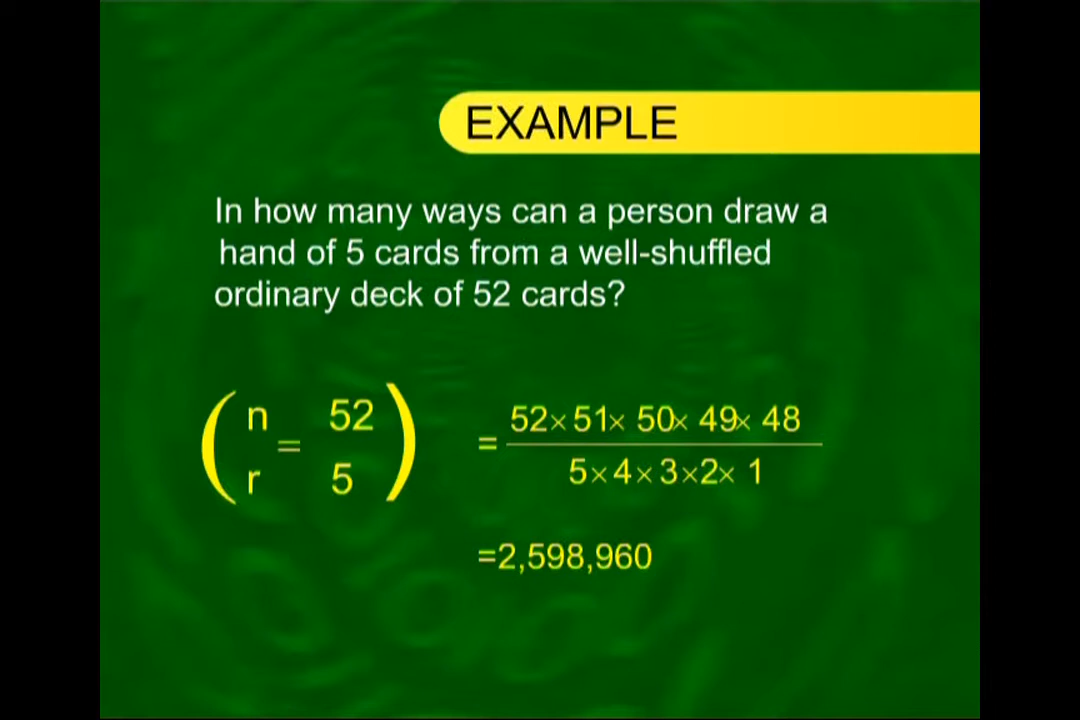 EXAMPLE
In how many ways can a person draw a
hand of 5 cards from a well-shuffled
ordinary deck of 52 cards?
( n = 52 ) = 52×51× 50× 49× 48
r 5 5×4×3×2× 1
=2,598,960